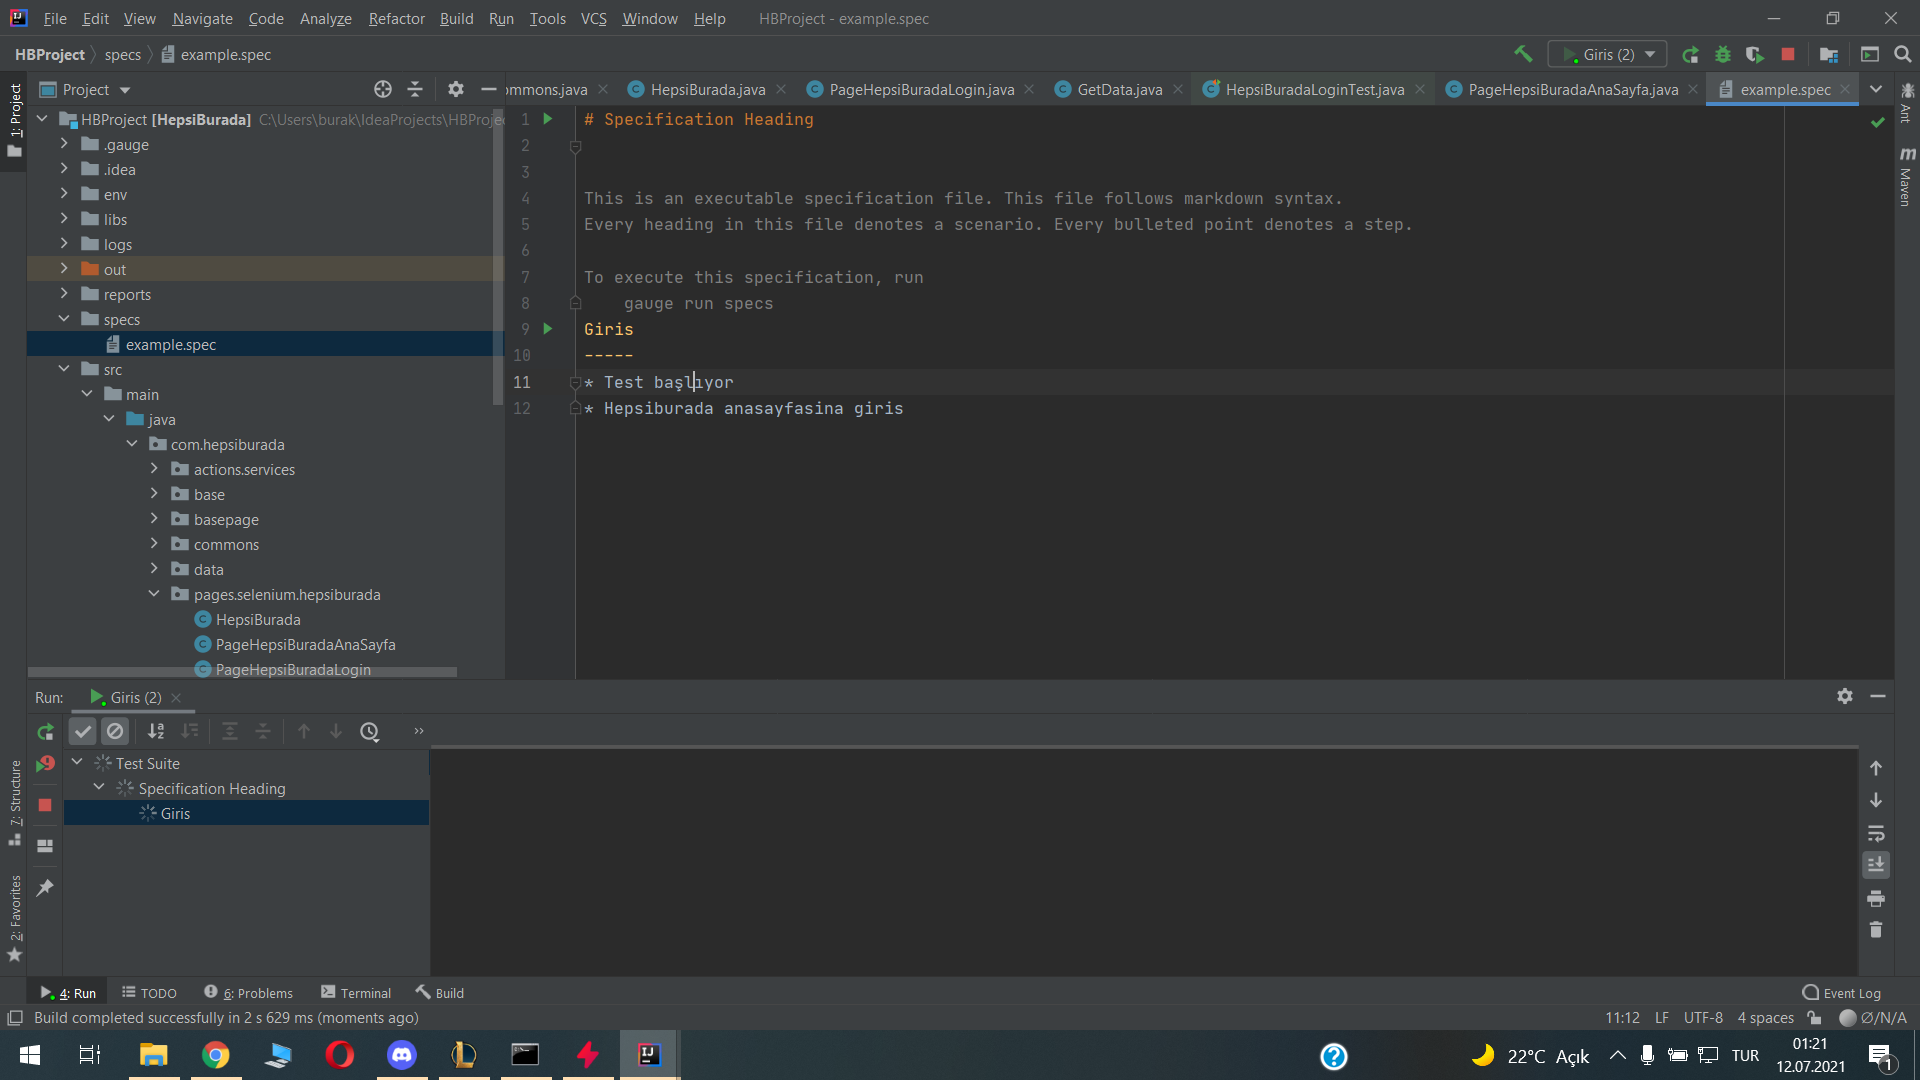 File Edit View Navigate Code Analyze Refactor Build Run Tools VCS Window Help HBProject - example.spec
HBProject specs example.spec Giris (2)
Project ommons.java HepsiBurada.java PageHepsiBuradaLogin.java GetData.java HepsiBuradaLoginTest.java PageHepsiBuradaAnaSayfa.java example.spec
1: Project
Ant
Maven
HBProject [HepsiBurada] C:\Users\burak\IdeaProjects\HBProjec
.gauge
.idea
env
libs
logs
out
reports
specs
example.spec
src
main
java
com.hepsiburada
actions.services
base
basepage
commons
data
pages.selenium.hepsiburada
HepsiBurada
PageHepsiBuradaAnaSayfa
PageHepsiBuradaLogin
1 # Specification Heading
2
3
4 This is an executable specification file. This file follows markdown syntax.
5 Every heading in this file denotes a scenario. Every bulleted point denotes a step.
6
7 To execute this specification, run
8 gauge run specs
9 Giris
10 -----
11 * Test başlıyor
12 * Hepsiburada anasayfasina giris
Run: Giris (2)
Test Suite
Specification Heading
Giris
7: Structure
2: Favorites
4: Run TODO 6: Problems Terminal Build Event Log
Build completed successfully in 2 s 629 ms (moments ago) 11:12 LF UTF-8 4 spaces Ø/N/A
22°C Açık TUR 01:21
12.07.2021 1